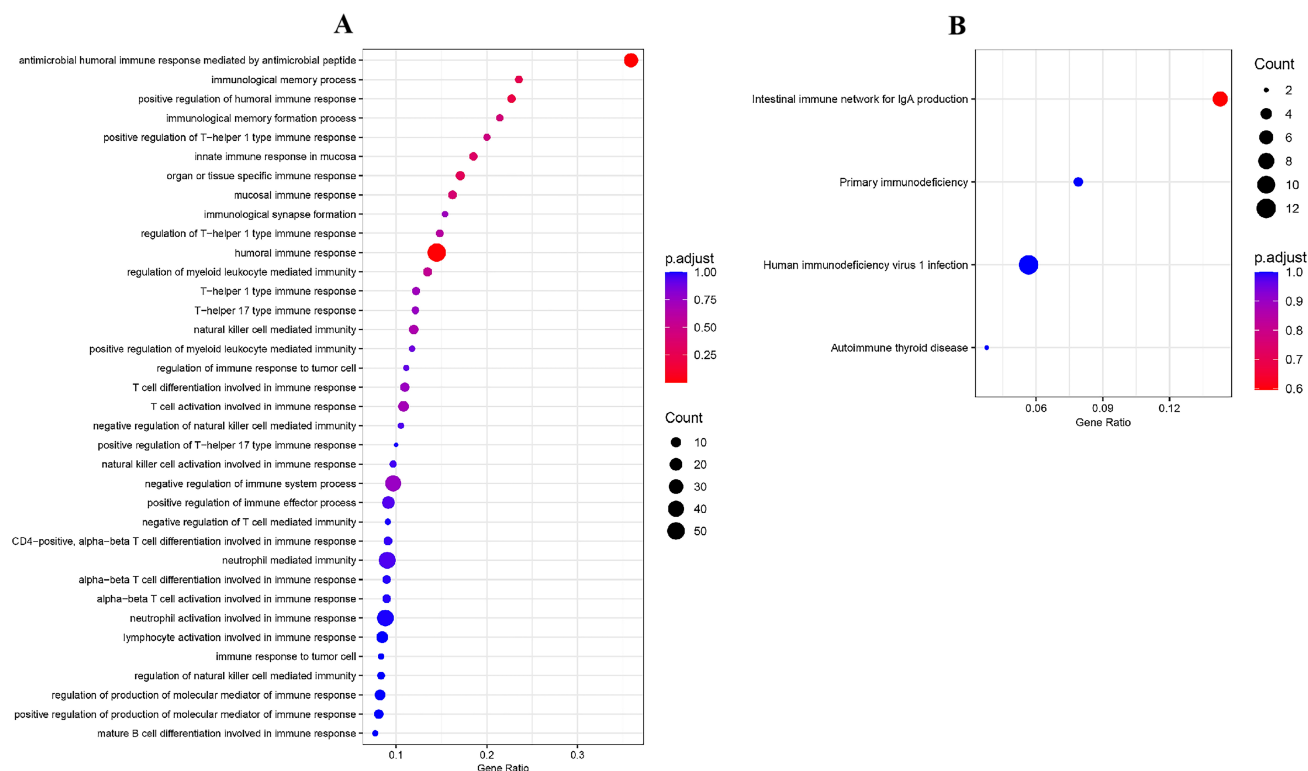 A
antimicrobial humoral immune response mediated by antimicrobial peptide
immunological memory process
positive regulation of humoral immune response
immunological memory formation process
positive regulation of T−helper 1 type immune response
innate immune response in mucosa
organ or tissue specific immune response
mucosal immune response
immunological synapse formation
regulation of T−helper 1 type immune response
humoral immune response
regulation of myeloid leukocyte mediated immunity
T−helper 1 type immune response
T−helper 17 type immune response
natural killer cell mediated immunity
positive regulation of myeloid leukocyte mediated immunity
regulation of immune response to tumor cell
T cell differentiation involved in immune response
T cell activation involved in immune response
negative regulation of natural killer cell mediated immunity
positive regulation of T−helper 17 type immune response
natural killer cell activation involved in immune response
negative regulation of immune system process
positive regulation of immune effector process
negative regulation of T cell mediated immunity
CD4−positive, alpha−beta T cell differentiation involved in immune response
neutrophil mediated immunity
alpha−beta T cell differentiation involved in immune response
alpha−beta T cell activation involved in immune response
neutrophil activation involved in immune response
lymphocyte activation involved in immune response
immune response to tumor cell
regulation of natural killer cell mediated immunity
regulation of production of molecular mediator of immune response
positive regulation of production of molecular mediator of immune response
mature B cell differentiation involved in immune response
0.1
0.2
0.3
Gene Ratio
p.adjust
1.00
0.75
0.50
0.25
Count
10
20
30
40
50
B
Intestinal immune network for IgA production
Primary immunodeficiency
Human immunodeficiency virus 1 infection
Autoimmune thyroid disease
0.06
0.09
0.12
Gene Ratio
Count
2
4
6
8
10
12
p.adjust
1.0
0.9
0.8
0.7
0.6